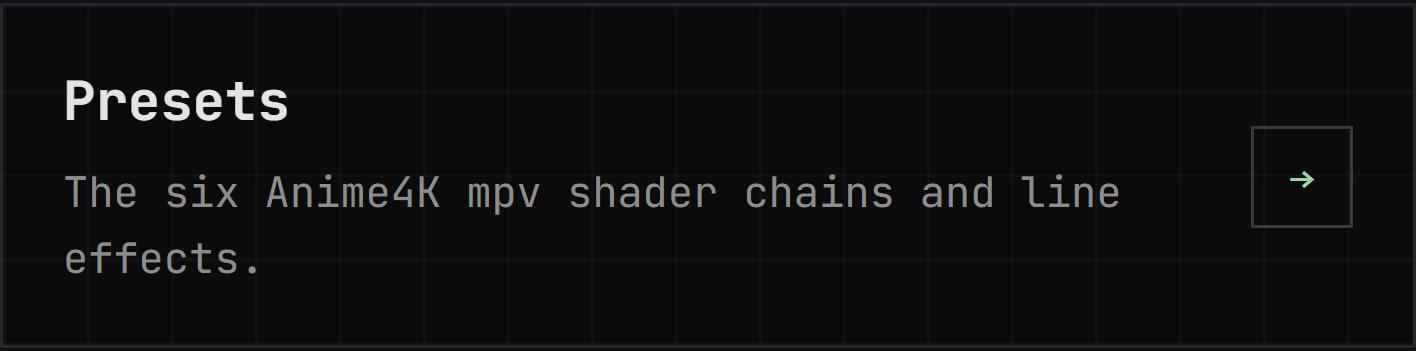 Presets
The six Anime4K mpv shader chains and line
effects.
→